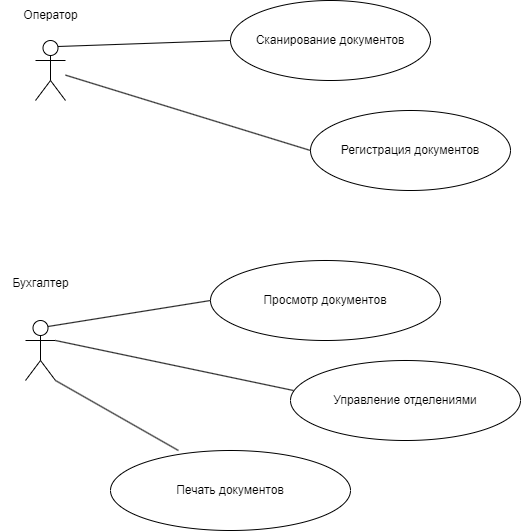 Оператор
Сканирование документов
Регистрация документов
Бухгалтер
Просмотр документов
Управление отделениями
Печать документов